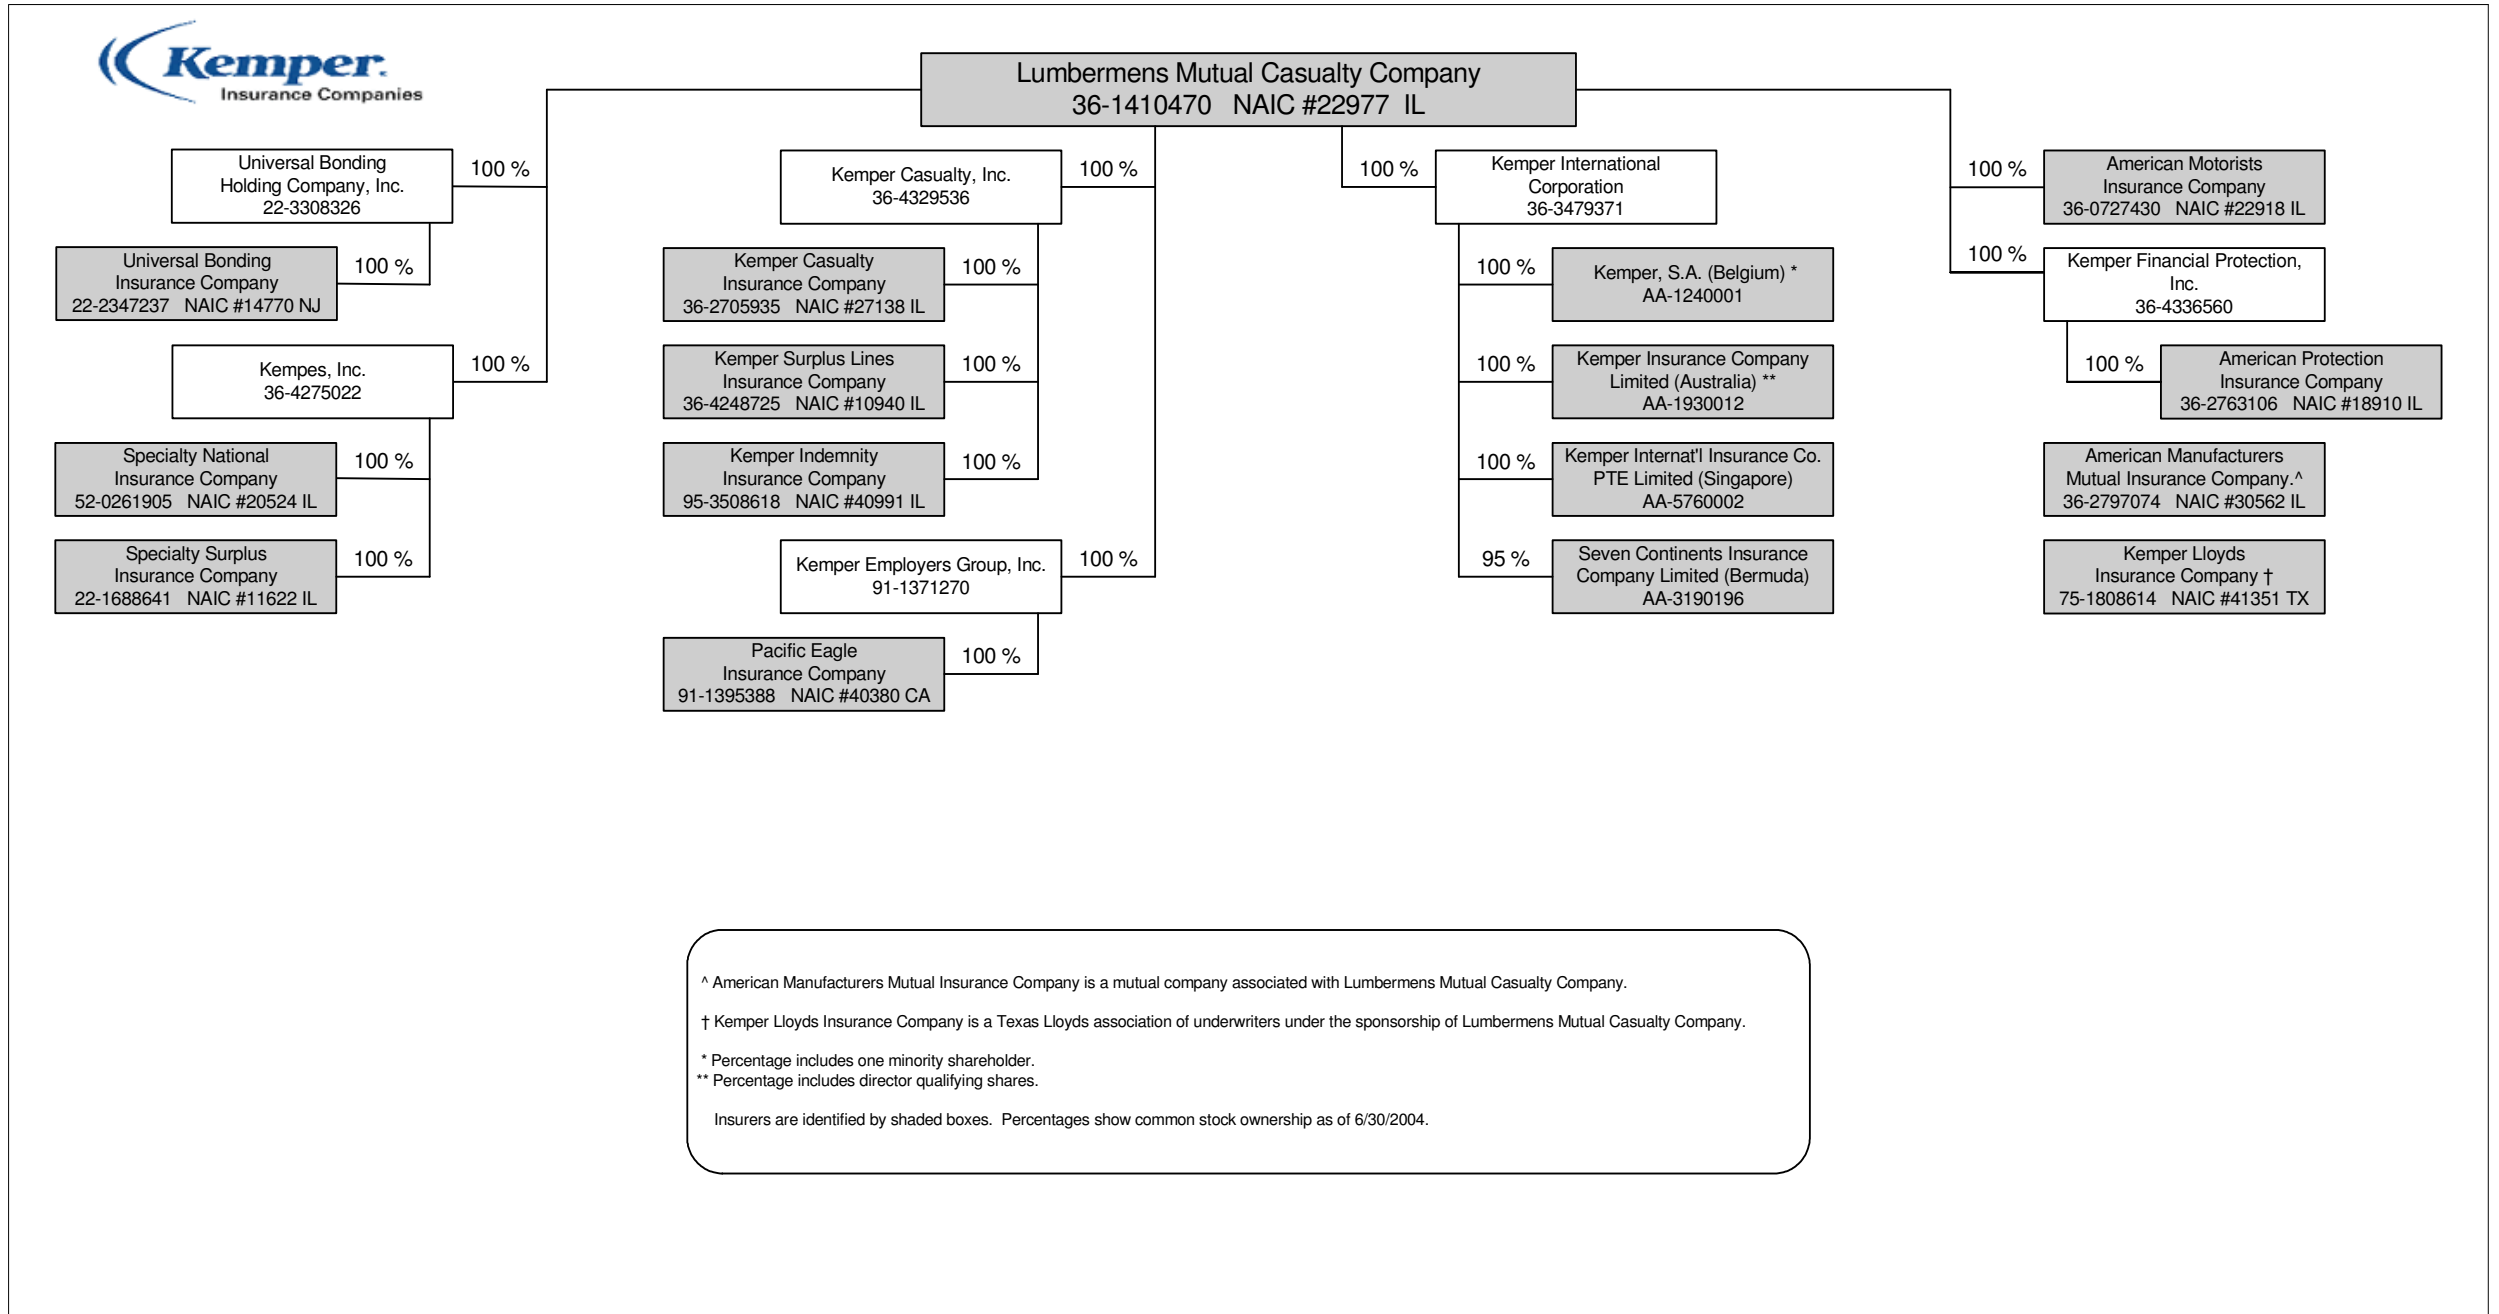 Kemper.
Insurance Companies
Lumbermens Mutual Casualty Company
36-1410470 NAIC #22977 IL
Universal Bonding
Holding Company, Inc.
22-3308326
100 %
Universal Bonding
Insurance Company
22-2347237 NAIC #14770 NJ
100 %
Kempes, Inc.
36-4275022
100 %
Specialty National
Insurance Company
52-0261905 NAIC #20524 IL
100 %
Specialty Surplus
Insurance Company
22-1688641 NAIC #11622 IL
100 %
Kemper Casualty, Inc.
36-4329536
100 %
Kemper Casualty
Insurance Company
36-2705935 NAIC #27138 IL
100 %
Kemper Surplus Lines
Insurance Company
36-4248725 NAIC #10940 IL
100 %
Kemper Indemnity
Insurance Company
95-3508618 NAIC #40991 IL
100 %
Kemper Employers Group, Inc.
91-1371270
100 %
Pacific Eagle
Insurance Company
91-1395388 NAIC #40380 CA
100 %
100 %
Kemper International
Corporation
36-3479371
100 %
Kemper, S.A. (Belgium) *
AA-1240001
100 %
Kemper Insurance Company
Limited (Australia) **
AA-1930012
100 %
Kemper Internat'l Insurance Co.
PTE Limited (Singapore)
AA-5760002
95 %
Seven Continents Insurance
Company Limited (Bermuda)
AA-3190196
100 %
American Motorists
Insurance Company
36-0727430 NAIC #22918 IL
100 %
Kemper Financial Protection,
Inc.
36-4336560
100 %
American Protection
Insurance Company
36-2763106 NAIC #18910 IL
American Manufacturers
Mutual Insurance Company.^
36-2797074 NAIC #30562 IL
Kemper Lloyds
Insurance Company †
75-1808614 NAIC #41351 TX
^ American Manufacturers Mutual Insurance Company is a mutual company associated with Lumbermens Mutual Casualty Company.
† Kemper Lloyds Insurance Company is a Texas Lloyds association of underwriters under the sponsorship of Lumbermens Mutual Casualty Company.
* Percentage includes one minority shareholder.
** Percentage includes director qualifying shares.
Insurers are identified by shaded boxes. Percentages show common stock ownership as of 6/30/2004.